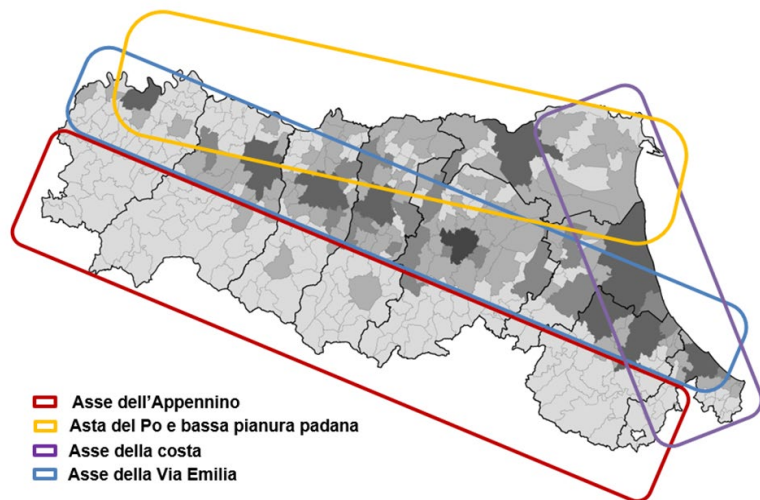 Asse dell'Appennino
Asta del Po e bassa pianura padana
Asse della costa
Asse della Via Emilia